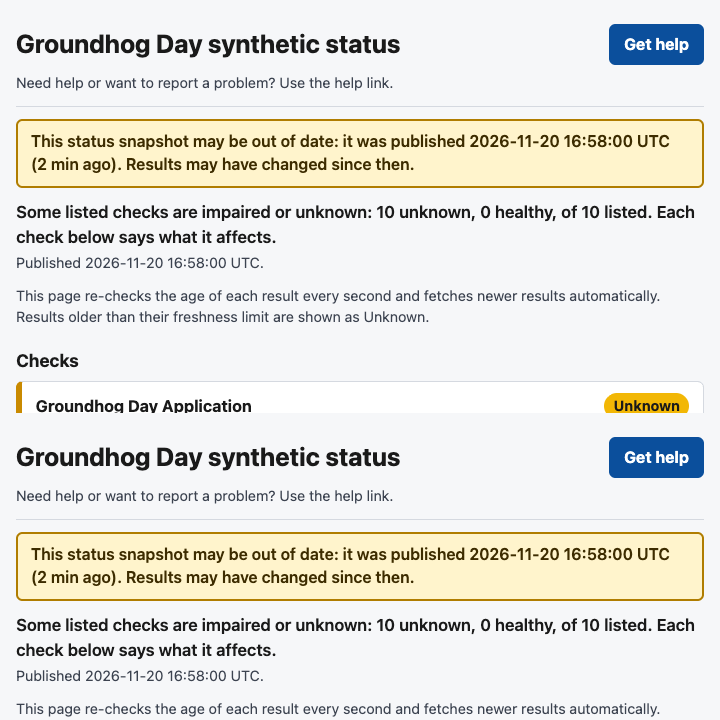 Groundhog Day synthetic status
Get help
Need help or want to report a problem? Use the help link.
This status snapshot may be out of date: it was published 2026-11-20 16:58:00 UTC
(2 min ago). Results may have changed since then.
Some listed checks are impaired or unknown: 10 unknown, 0 healthy, of 10 listed. Each
check below says what it affects.
Published 2026-11-20 16:58:00 UTC.
This page re-checks the age of each result every second and fetches newer results automatically.
Results older than their freshness limit are shown as Unknown.
Checks
Groundhog Day Application
Unknown
Groundhog Day synthetic status
Get help
Need help or want to report a problem? Use the help link.
This status snapshot may be out of date: it was published 2026-11-20 16:58:00 UTC
(2 min ago). Results may have changed since then.
Some listed checks are impaired or unknown: 10 unknown, 0 healthy, of 10 listed. Each
check below says what it affects.
Published 2026-11-20 16:58:00 UTC.
This page re-checks the age of each result every second and fetches newer results automatically.